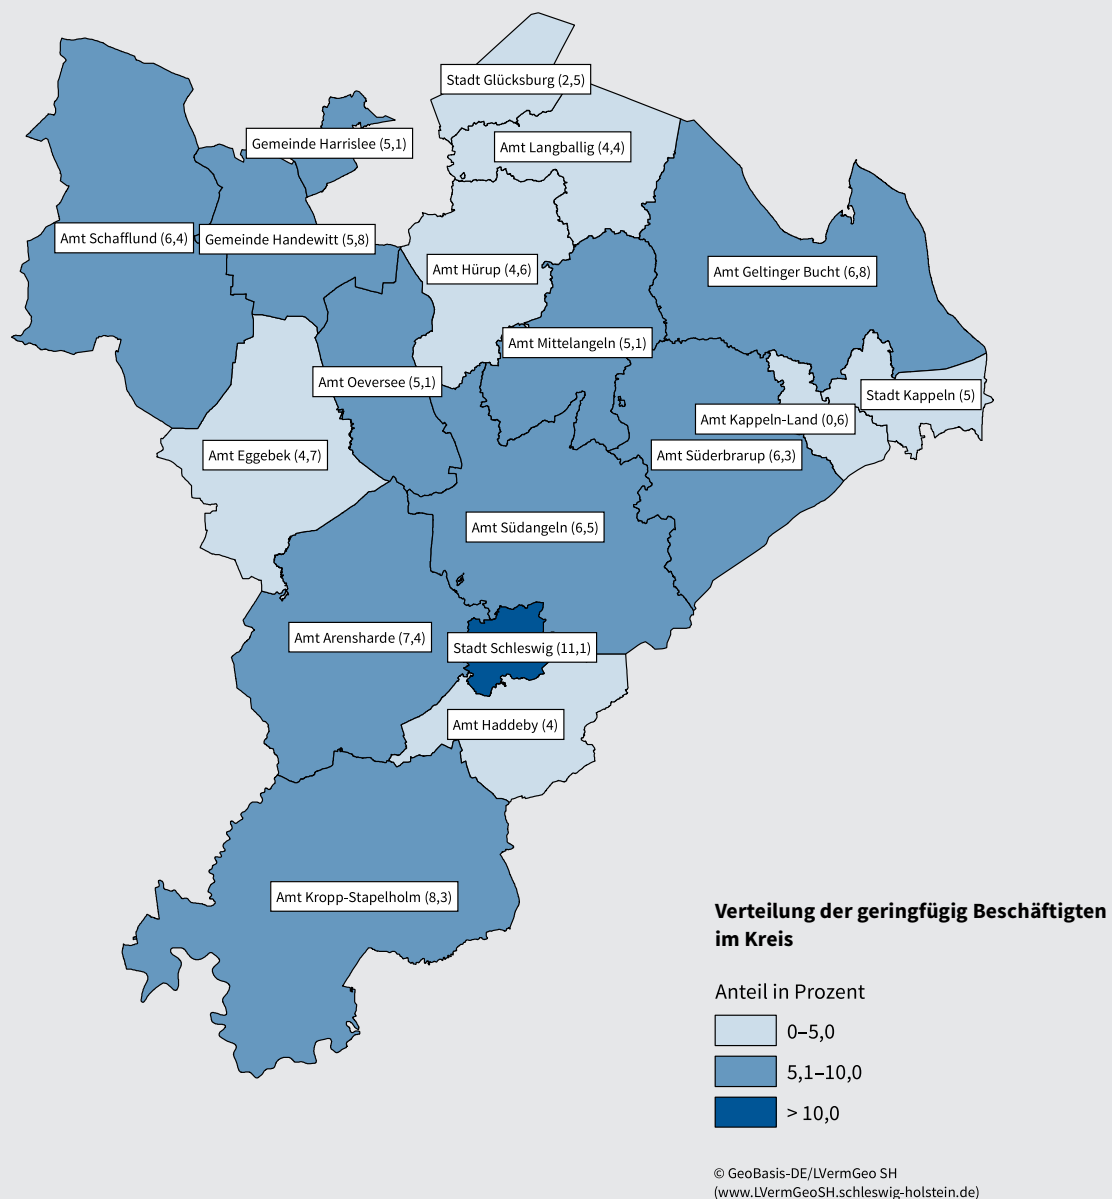 Stadt Glücksburg (2,5)
Gemeinde Harrislee (5,1)
Amt Langballig (4,4)
Amt Schafflund (6,4)
Gemeinde Handewitt (5,8)
Amt Hürup (4,6)
Amt Geltinger Bucht (6,8)
Amt Mittelangeln (5,1)
Amt Oeversee (5,1)
Stadt Kappeln (5)
Amt Kappeln-Land (0,6)
Amt Eggebek (4,7)
Amt Süderbrarup (6,3)
Amt Südangeln (6,5)
Amt Arensharde (7,4)
Stadt Schleswig (11,1)
Amt Haddeby (4)
Amt Kropp-Stapelholm (8,3)
Verteilung der geringfügig Beschäftigten
im Kreis
Anteil in Prozent
0–5,0
5,1–10,0
> 10,0
© GeoBasis-DE/LVermGeo SH
(www.LVermGeoSH.schleswig-holstein.de)